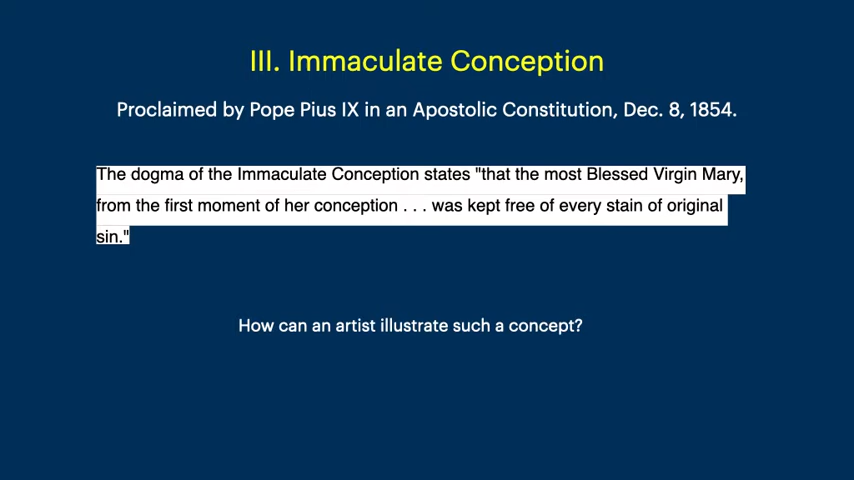 III. Immaculate Conception
Proclaimed by Pope Pius IX in an Apostolic Constitution, Dec. 8, 1854.
The dogma of the Immaculate Conception states "that the most Blessed Virgin Mary,
from the first moment of her conception . . . was kept free of every stain of original
sin."
How can an artist illustrate such a concept?